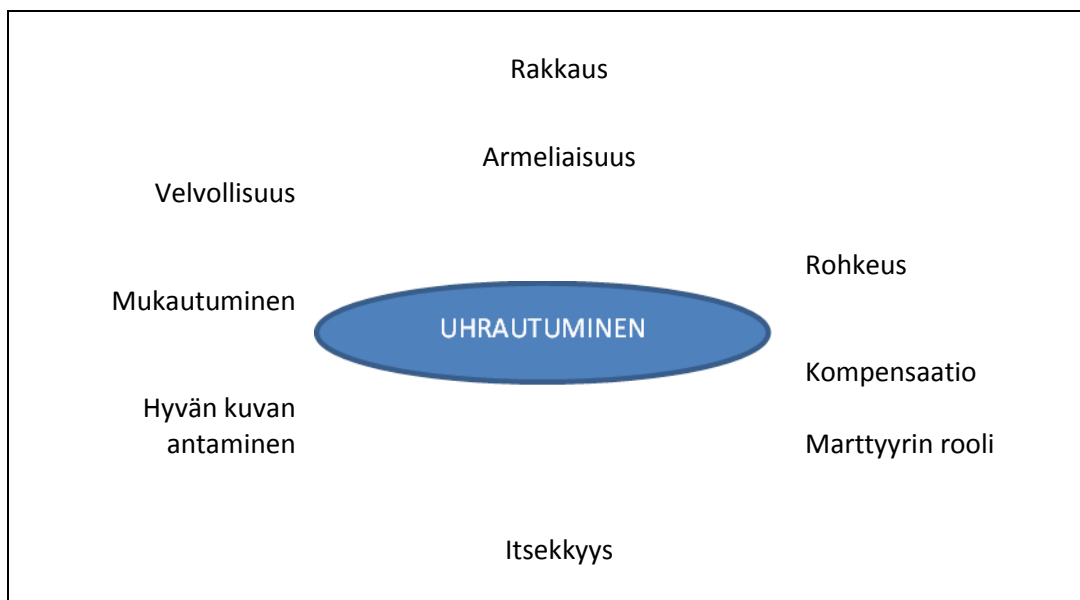 Rakkaus
Armeliaisuus
Velvollisuus
Rohkeus
Mukautuminen
UHRAUTUMINEN
Kompensaatio
Hyvän kuvan
antaminen
Marttyyrin rooli
Itsekkyys